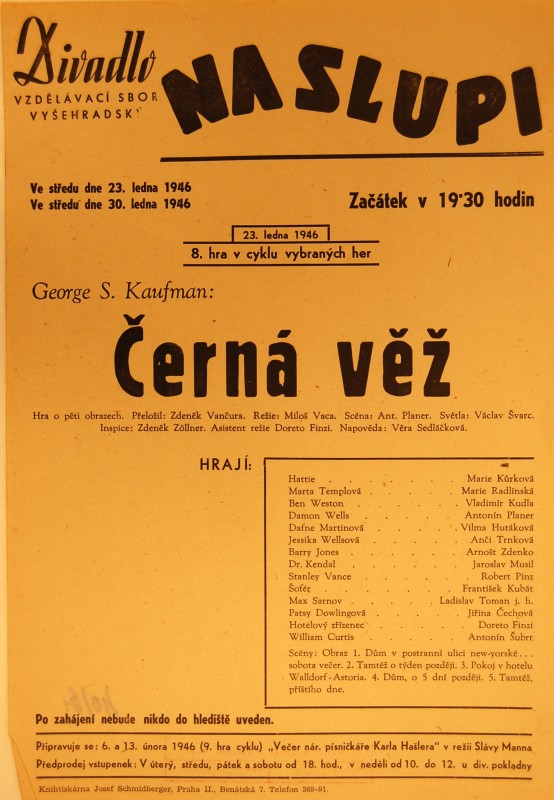 Divadlo
VZDĚLÁVACÍ SBOR
VYŠEHRADSKÝ
NA SLUPI
Ve středu dne 23. ledna 1946
Ve středu dne 30. ledna 1946
Začátek v 19·30 hodin
23. ledna 1946
8. hra v cyklu vybraných her
George S. Kaufman:
Černá věž
Hra o pěti obrazech. Přeložil: Zdeněk Vančura. Režie: Miloš Vaca. Scéna: Ant. Planer. Světla: Václav Švarc.
Inspice: Zdeněk Zöllner. Asistent režie Doreto Finzi. Napověda: Věra Sedláčková.
HRAJÍ:
Hattie . . . . . . Marie Kůrková
Marta Templová . . . . . Marie Radlínská
Ben Weston . . . . . Vladimír Kudla
Damon Wells . . . . . Antonín Planer
Dafne Martinová . . . . . Vilma Hutáková
Jessika Wellsová . . . . . Anči Trnková
Barry Jones . . . . . Arnošt Zdenko
Dr. Kendal . . . . . Jaroslav Musil
Stanley Vance . . . . . Robert Pinz
Šofér . . . . . František Kubát
Max Sarnov . . . . . Ladislav Toman j. h.
Patsy Dowlingová . . . . . Jiřina Čechová
Hotelový zřízenec . . . . . Doreto Finzi
William Curtis . . . . . Antonín Šubrt
Scény: Obraz 1. Dům v postranní ulici new-yorské...
sobota večer. 2. Tamtéž o týden později. 3. Pokoj v hotelu
Walldorf-Astoria. 4. Dům, o 5 dní později. 5. Tamtéž,
příštího dne.
Po zahájení nebude nikdo do hlediště uveden.
Připravuje se: 6. a 13. února 1946 (9. hra cyklu) „Večer nár. písničkáře Karla Hašlera" v režii Slávy Manna
Předprodej vstupenek: V úterý, středu, pátek a sobotu od 18. hod., v neděli od 10. do 12. u div. pokladny
Knihtiskárna Josef Schmidberger, Praha II., Benátská 7. Telefon 369-91.